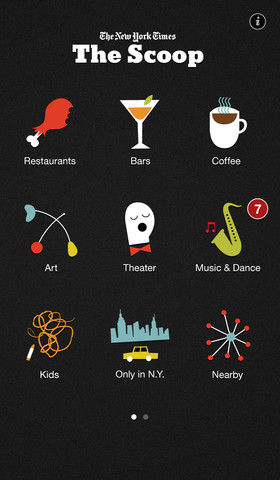 i
The New York Times
The Scoop
Restaurants
Bars
Coffee
7
Art
Theater
Music & Dance
Kids
Only in N.Y.
Nearby